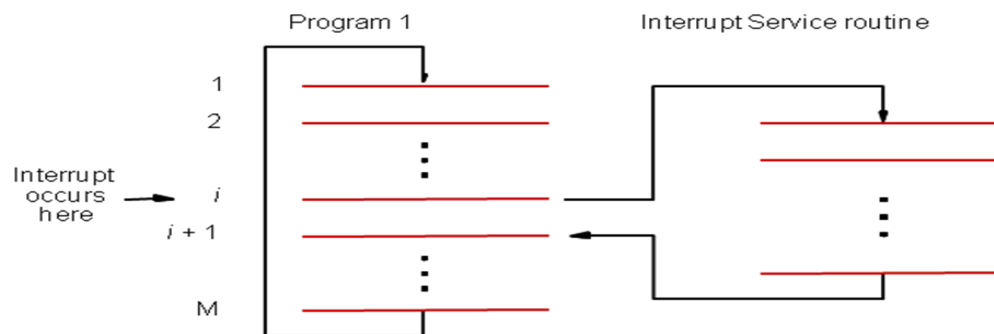 Program 1
Interrupt Service routine
1
2
Interrupt
occurs
here
i
i + 1
M